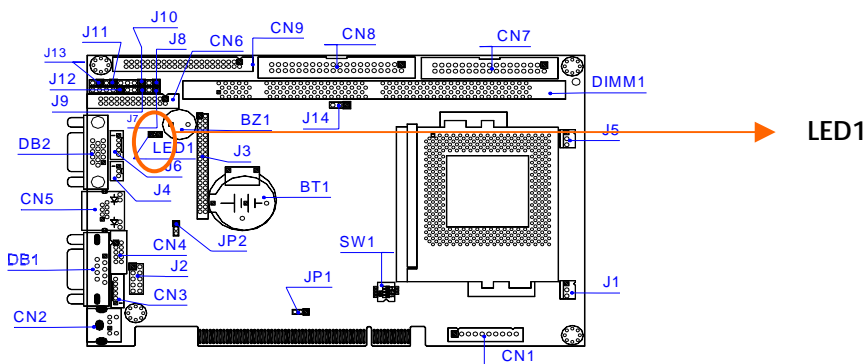 J10
J11
J8
CN6
CN9
CN8
CN7
J13
J12
DIMM1
J9
J7
BZ1
J14
LED1
J5
LED1
DB2
J6
J3
J4
BT1
CN5
JP2
SW1
CN4
DB1
J2
JP1
J1
CN3
CN2
CN1